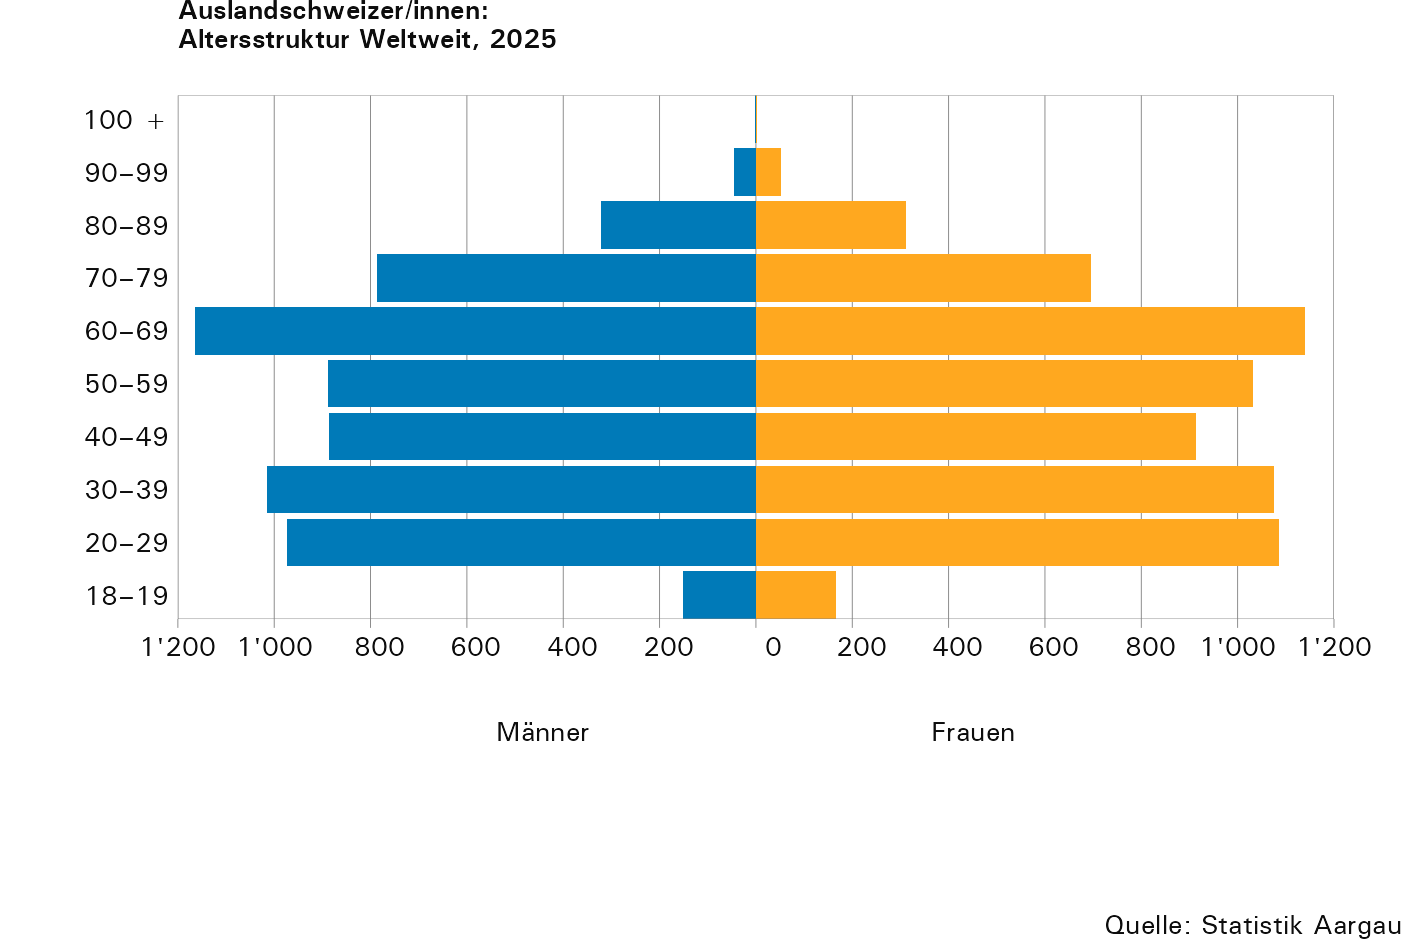 Auslandschweizer/innen:
Altersstruktur Weltweit, 2025
100 +
90–99
80–89
70–79
60–69
50–59
40–49
30–39
20–29
18–19
1'200 1'000 800 600 400 200 0 200 400 600 800 1'000 1'200
Männer Frauen
Quelle: Statistik Aargau